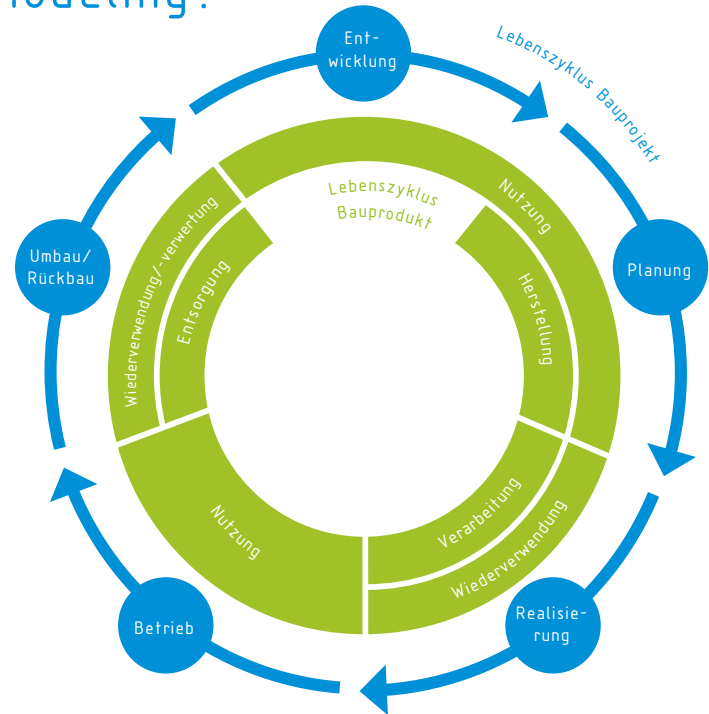 Ent-
wicklung
Lebenszyklus Bauprojekt
Planung
Realisie-
rung
Betrieb
Umbau/
Rückbau
Lebenszyklus
Bauprodukt
Nutzung
Herstellung
Verarbeitung
Wiederverwendung
Nutzung
Wiederverwendung/-verwertung
Entsorgung